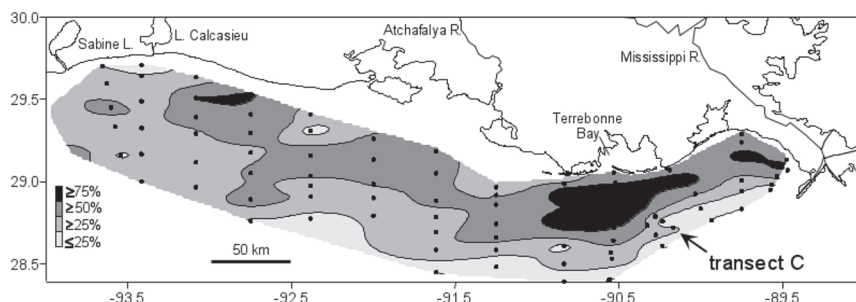 30.0
Sabine L.
L. Calcasieu
Atchafalya R.
Mississippi R.
29.5
Terrebonne
Bay
29.0
≥75%
≥50%
≥25%
≤25%
50 km
transect C
28.5
-93.5
-92.5
-91.5
-90.5
-89.5